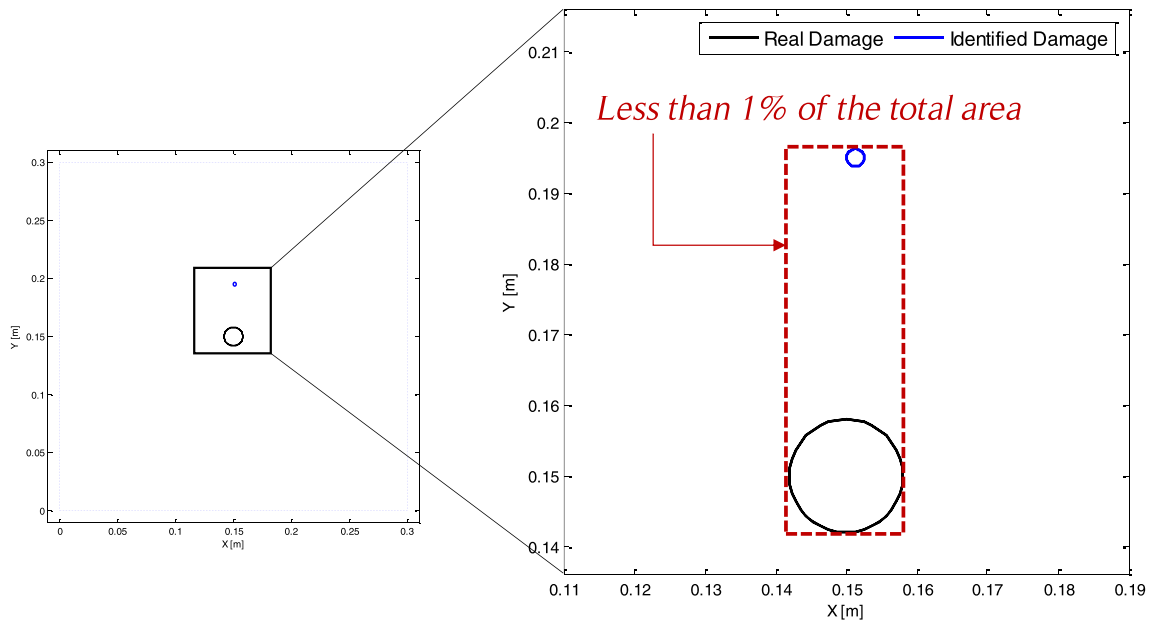 0.3
0.25
0.2
0.15
0.1
0.05
0
Y [m]
0 0.05 0.1 0.15 0.2 0.25 0.3
X [m]
Real Damage Identified Damage
Less than 1% of the total area
0.21
0.2
0.19
0.18
0.17
0.16
0.15
0.14
Y [m]
0.11 0.12 0.13 0.14 0.15 0.16 0.17 0.18 0.19
X [m]